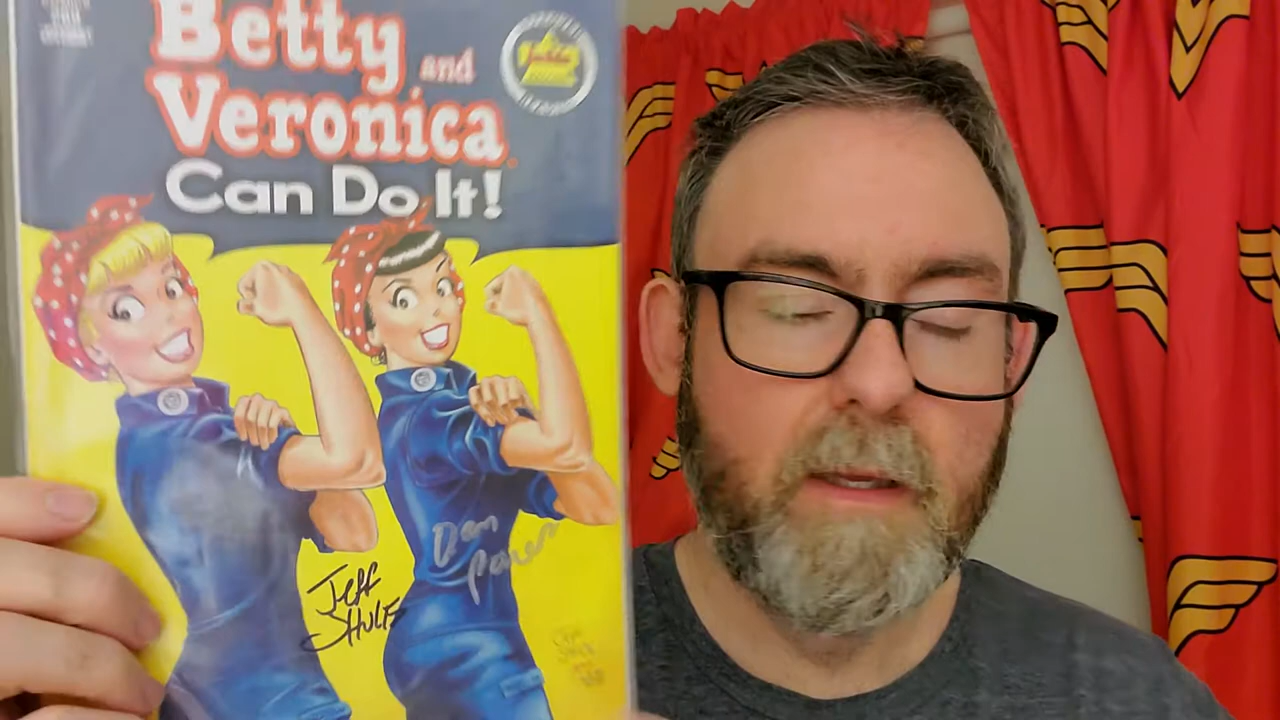 Betty and
Veronica
Can Do It!
Dan
Parent
Jeff
Shultz